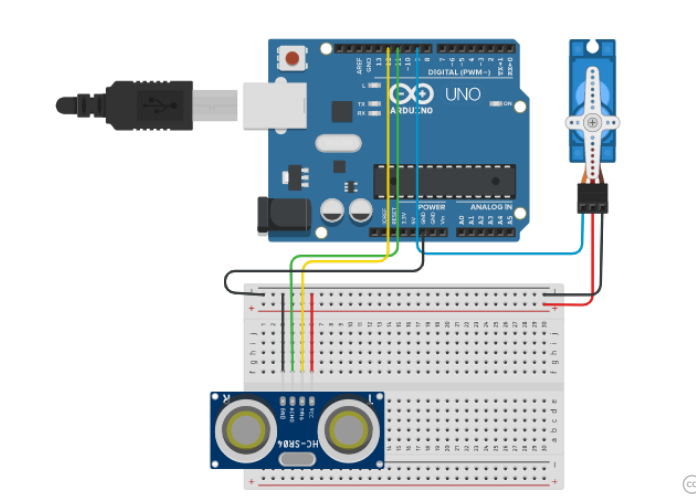 AREF
GND
13
12
11
~10
9
8
7
~6
~5
4
~3
2
TX→1
RX←0
DIGITAL (PWM~)
L
TX
RX
UNO
ARDUINO
ON
IOREF
RESET
3.3V
5V
GND
GND
Vin
POWER
ANALOG IN
A0
A1
A2
A3
A4
A5
GND
ECHO
TRIG
VCC
R
T
HC-SR04
j
i
h
g
f
e
d
c
b
a
cc